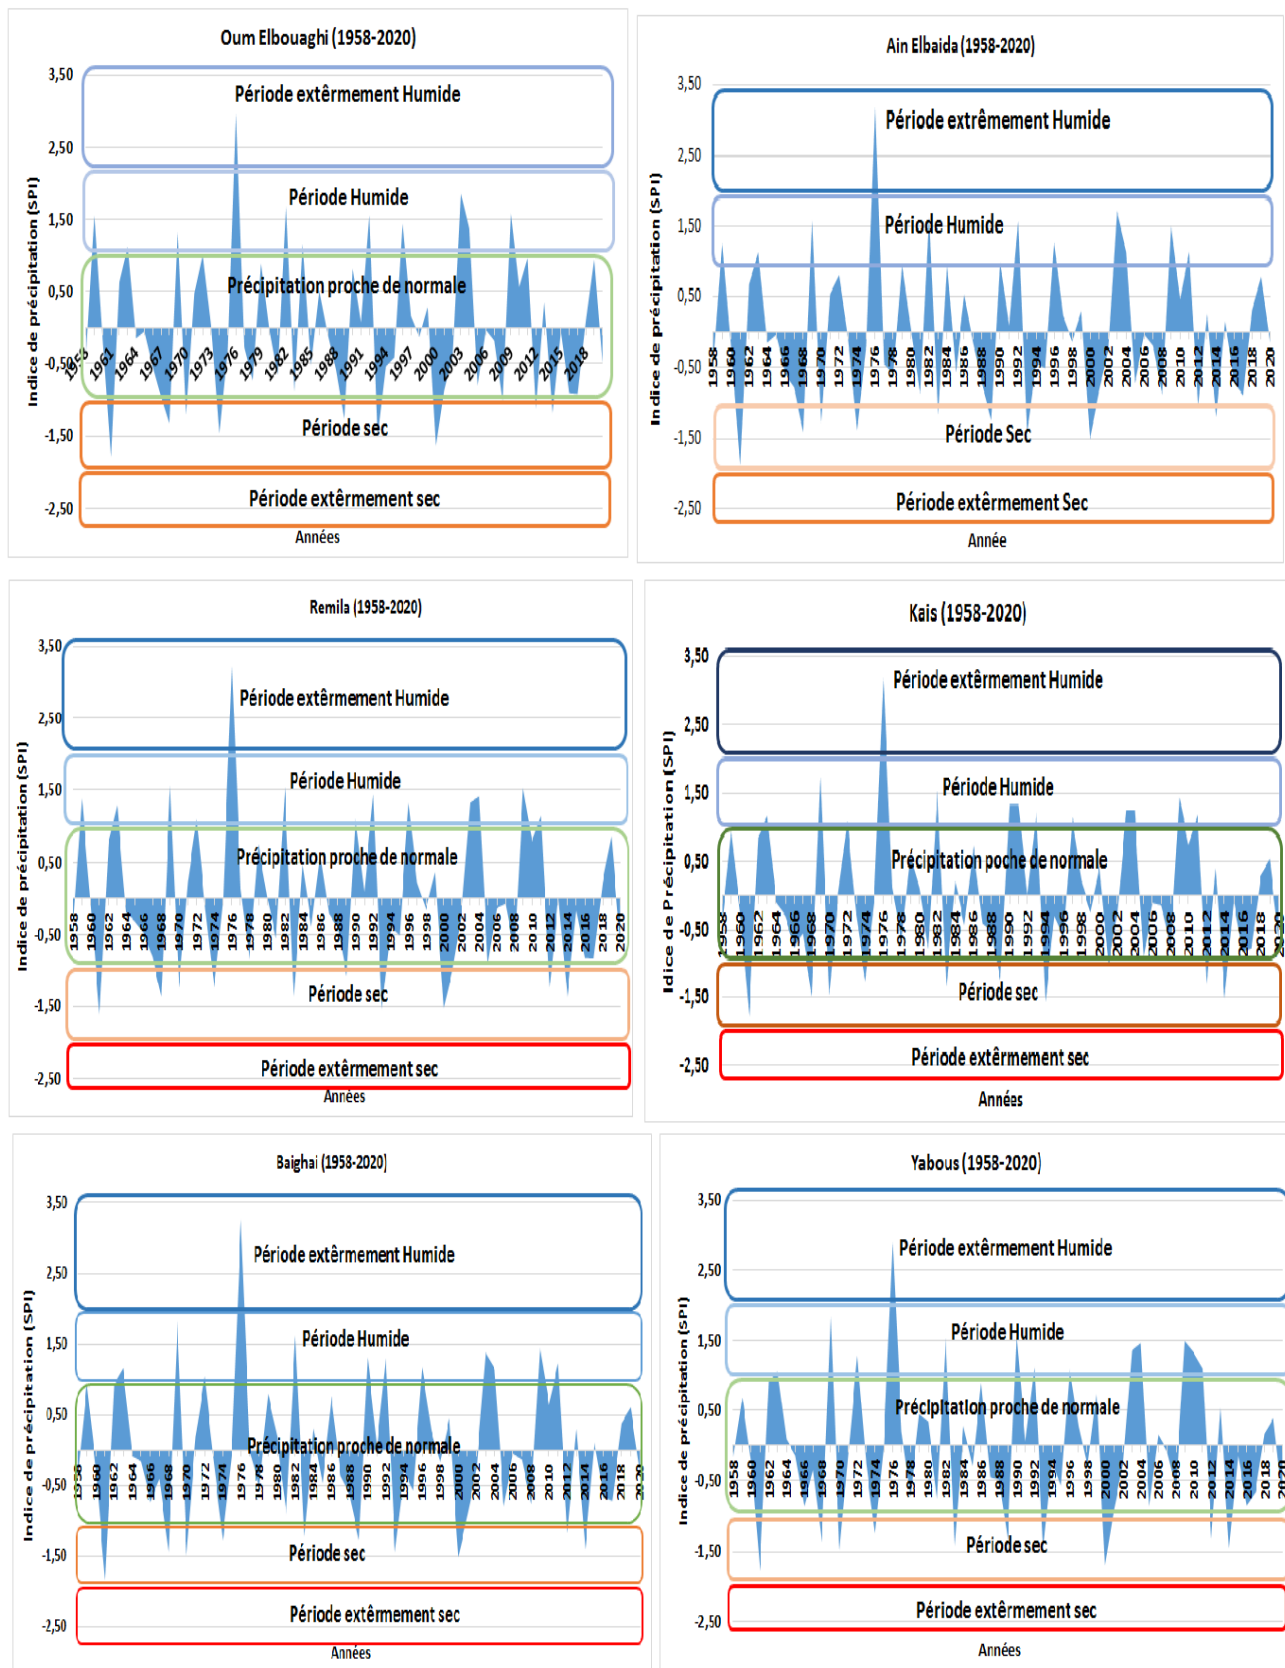 Oum Elbouaghi (1958-2020)
Indice de précipitation (SPI)
3,50
2,50
1,50
0,50
-0,50
-1,50
-2,50
Période extêrmement Humide
Période Humide
Précipitation proche de normale
1958 1961 1964 1967 1970 1973 1976 1979 1982 1985 1988 1991 1994 1997 2000 2003 2006 2009 2012 2015 2018
Période sec
Période extêrmement sec
Années
Ain Elbaida (1958-2020)
Indice de précipitation (SPI)
3,50
2,50
1,50
0,50
-0,50
-1,50
-2,50
Période extrêmement Humide
Période Humide
1958 1960 1962 1964 1966 1968 1970 1972 1974 1976 1978 1980 1982 1984 1986 1988 1990 1992 1994 1996 1998 2000 2002 2004 2006 2008 2010 2012 2014 2016 2018 2020
Période Sec
Période extêrmement Sec
Année
Remila (1958-2020)
Indice de précipitation (SPI)
3,50
2,50
1,50
0,50
-0,50
-1,50
-2,50
Période extêrmement Humide
Période Humide
Précipitation proche de normale
1958 1960 1962 1964 1966 1968 1970 1972 1974 1976 1978 1980 1982 1984 1986 1988 1990 1992 1994 1996 1998 2000 2002 2004 2006 2008 2010 2012 2014 2016 2018 2020
Période sec
Période extêrmement sec
Années
Kais (1958-2020)
Idice de Précipitation (SPI)
3,50
2,50
1,50
0,50
-0,50
-1,50
-2,50
Période extêrmement Humide
Période Humide
Précipitation poche de normale
1958 1960 1962 1964 1966 1968 1970 1972 1974 1976 1978 1980 1982 1984 1986 1988 1990 1992 1994 1996 1998 2000 2002 2004 2006 2008 2010 2012 2014 2016 2018 2020
Période sec
Période extêrmement sec
Années
Baighai (1958-2020)
Indice de précipitation (SPI)
3,50
2,50
1,50
0,50
-0,50
-1,50
-2,50
Période extêrmement Humide
Période Humide
Précipitation proche de normale
1958 1960 1962 1964 1966 1968 1970 1972 1974 1976 1978 1980 1982 1984 1986 1988 1990 1992 1994 1996 1998 2000 2002 2004 2006 2008 2010 2012 2014 2016 2018 2020
Période sec
Période extêrmement sec
Années
Yabous (1958-2020)
Indice de précipitation (SPI)
3,50
2,50
1,50
0,50
-0,50
-1,50
-2,50
Période extêrmement Humide
Période Humide
Précipitation proche de normale
1958 1960 1962 1964 1966 1968 1970 1972 1974 1976 1978 1980 1982 1984 1986 1988 1990 1992 1994 1996 1998 2000 2002 2004 2006 2008 2010 2012 2014 2016 2018 2020
Période sec
Période extêrmement sec
Années